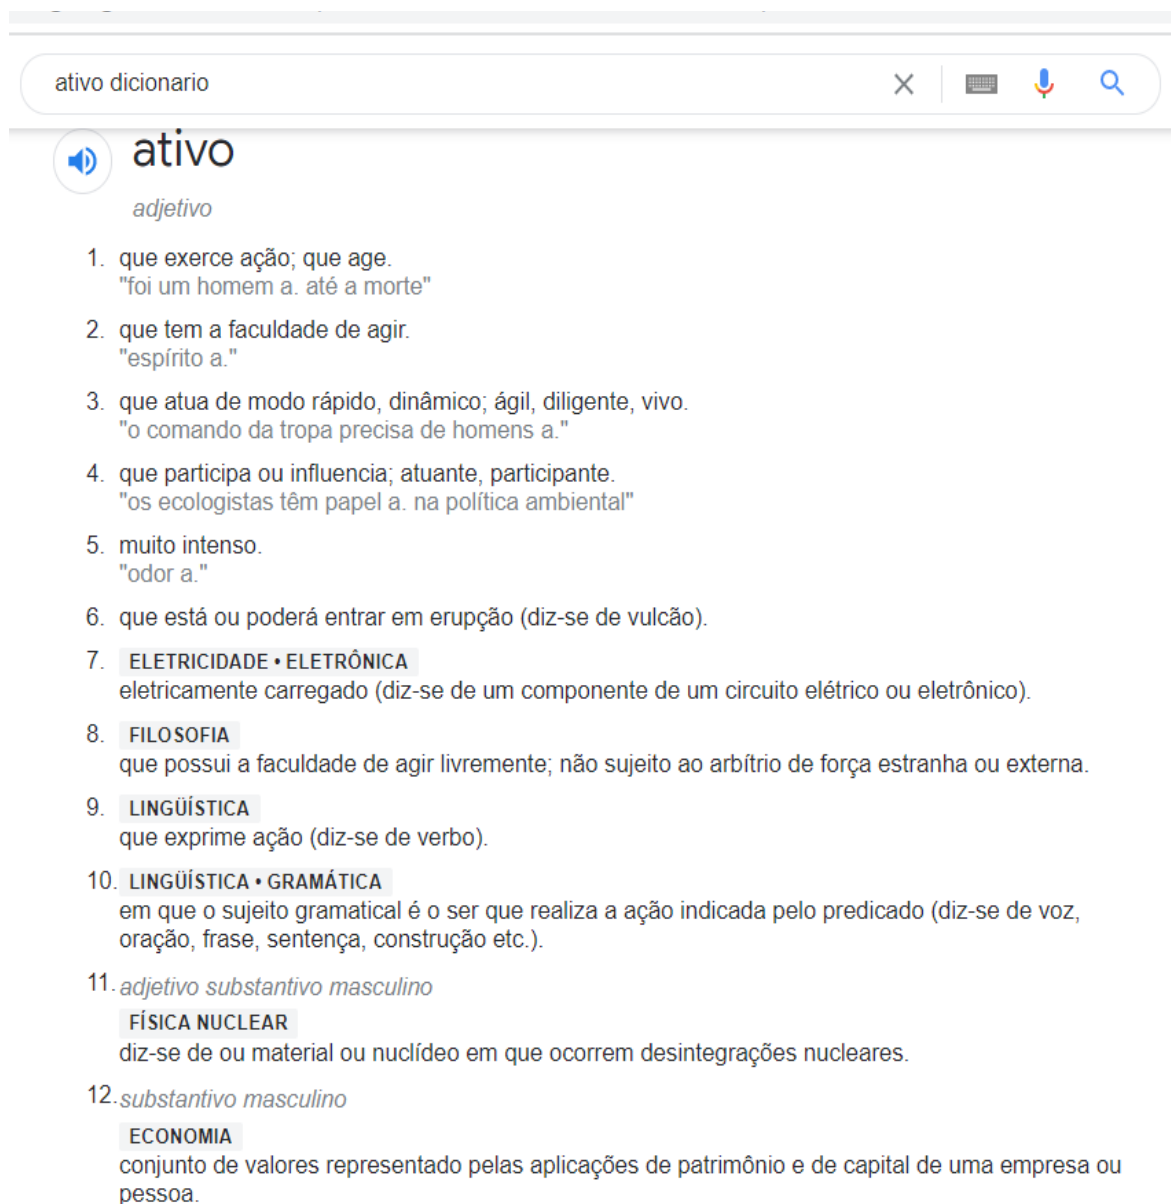 ativo dicionario
ativo
adjetivo
1. que exerce ação; que age.
"foi um homem a. até a morte"
2. que tem a faculdade de agir.
"espírito a."
3. que atua de modo rápido, dinâmico; ágil, diligente, vivo.
"o comando da tropa precisa de homens a."
4. que participa ou influencia; atuante, participante.
"os ecologistas têm papel a. na política ambiental"
5. muito intenso.
"odor a."
6. que está ou poderá entrar em erupção (diz-se de vulcão).
7. ELETRICIDADE • ELETRÔNICA
eletricamente carregado (diz-se de um componente de um circuito elétrico ou eletrônico).
8. FILOSOFIA
que possui a faculdade de agir livremente; não sujeito ao arbítrio de força estranha ou externa.
9. LINGÜÍSTICA
que exprime ação (diz-se de verbo).
10. LINGÜÍSTICA • GRAMÁTICA
em que o sujeito gramatical é o ser que realiza a ação indicada pelo predicado (diz-se de voz,
oração, frase, sentença, construção etc.).
11. adjetivo substantivo masculino
FÍSICA NUCLEAR
diz-se de ou material ou nuclídeo em que ocorrem desintegrações nucleares.
12. substantivo masculino
ECONOMIA
conjunto de valores representado pelas aplicações de patrimônio e de capital de uma empresa ou
pessoa.